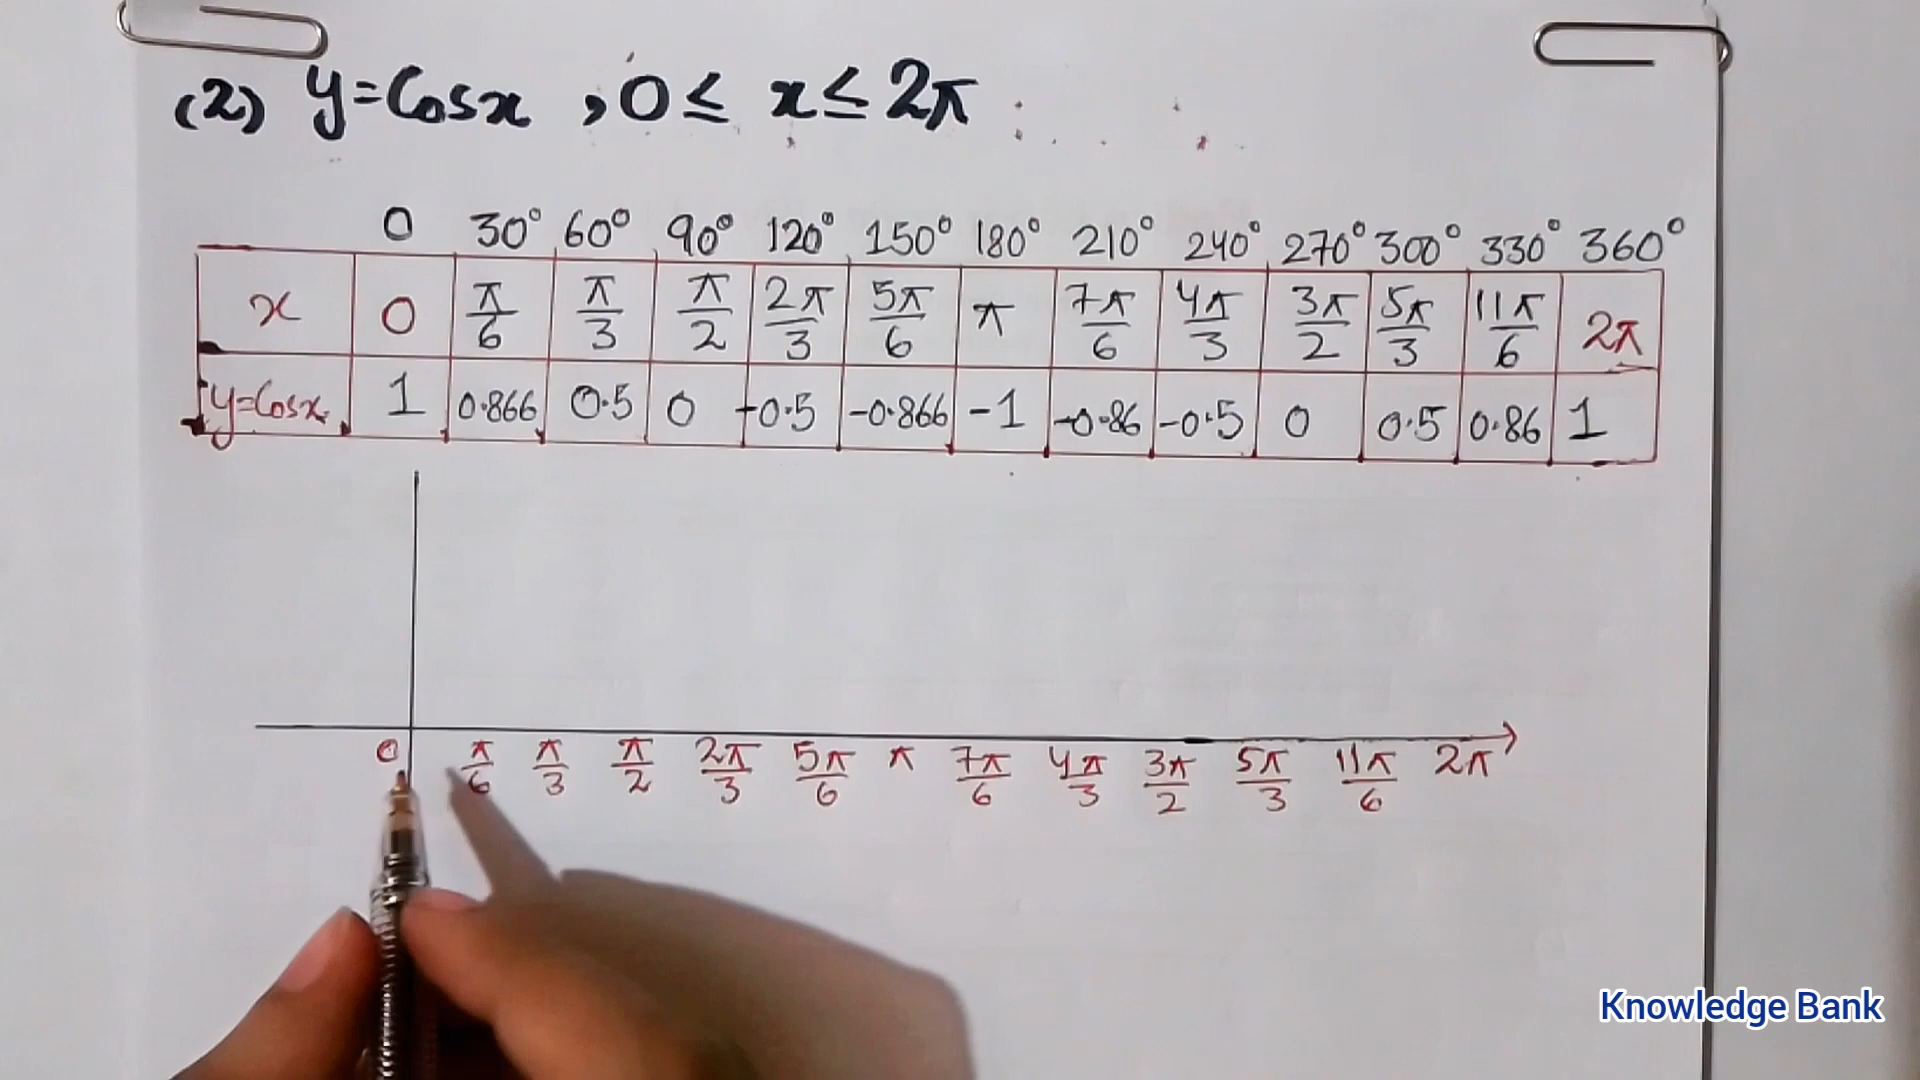 (2) y=Cosx , 0≤ x≤2π
0 30° 60° 90° 120° 150° 180° 210° 240° 270° 300° 330° 360°
x 0 π/6 π/3 π/2 2π/3 5π/6 π 7π/6 4π/3 3π/2 5π/3 11π/6 2π
y=Cosx 1 0.866 0.5 0 -0.5 -0.866 -1 -0.86 -0.5 0 0.5 0.86 1
0 π/6 π/3 π/2 2π/3 5π/6 π 7π/6 4π/3 3π/2 5π/3 11π/6 2π
Knowledge Bank